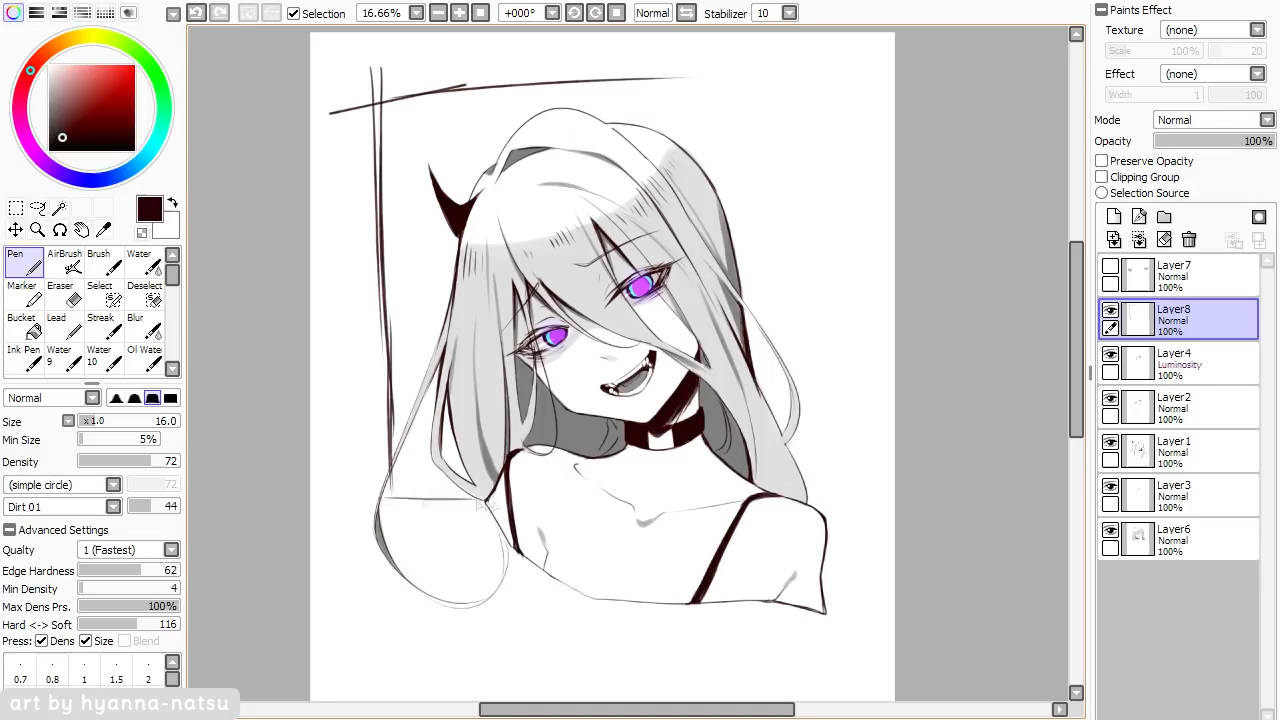 Selection 16.66% +000° Normal Stabilizer 10
Pen AirBrush Brush Water
Marker Eraser Select Deselect
Bucket Lead Streak Blur
Ink Pen Water 9 Water 10 Oil Water
Normal
Size x 1.0 16.0
Min Size 5%
Density 72
(simple circle) 72
Dirt 01 44
Advanced Settings
Qualty 1 (Fastest)
Edge Hardness 62
Min Density 4
Max Dens Prs. 100%
Hard <-> Soft 116
Press: Dens Size Blend
0.7 0.8 1 1.5 2
art by hyanna-natsu
Paints Effect
Texture (none)
Scale 100% 20
Effect (none)
Width 1 100
Mode Normal
Opacity 100%
Preserve Opacity
Clipping Group
Selection Source
Layer7
Normal
100%
Layer8
Normal
100%
Layer4
Luminosity
100%
Layer2
Normal
100%
Layer1
Normal
100%
Layer3
Normal
100%
Layer6
Normal
100%